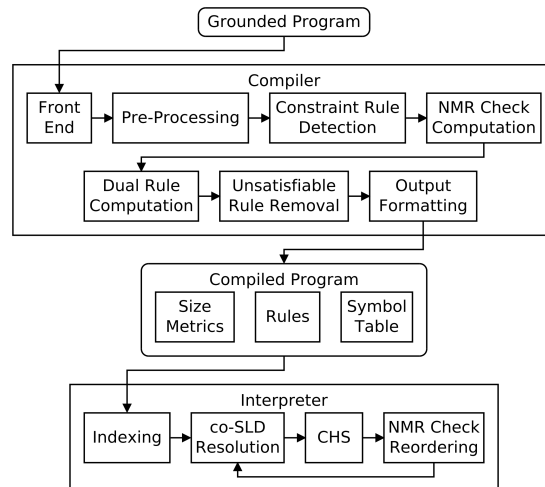 Grounded Program
Compiler
Front
End
Pre-Processing
Constraint Rule
Detection
NMR Check
Computation
Dual Rule
Computation
Unsatisfiable
Rule Removal
Output
Formatting
Compiled Program
Size
Metrics
Rules
Symbol
Table
Interpreter
Indexing
co-SLD
Resolution
CHS
NMR Check
Reordering